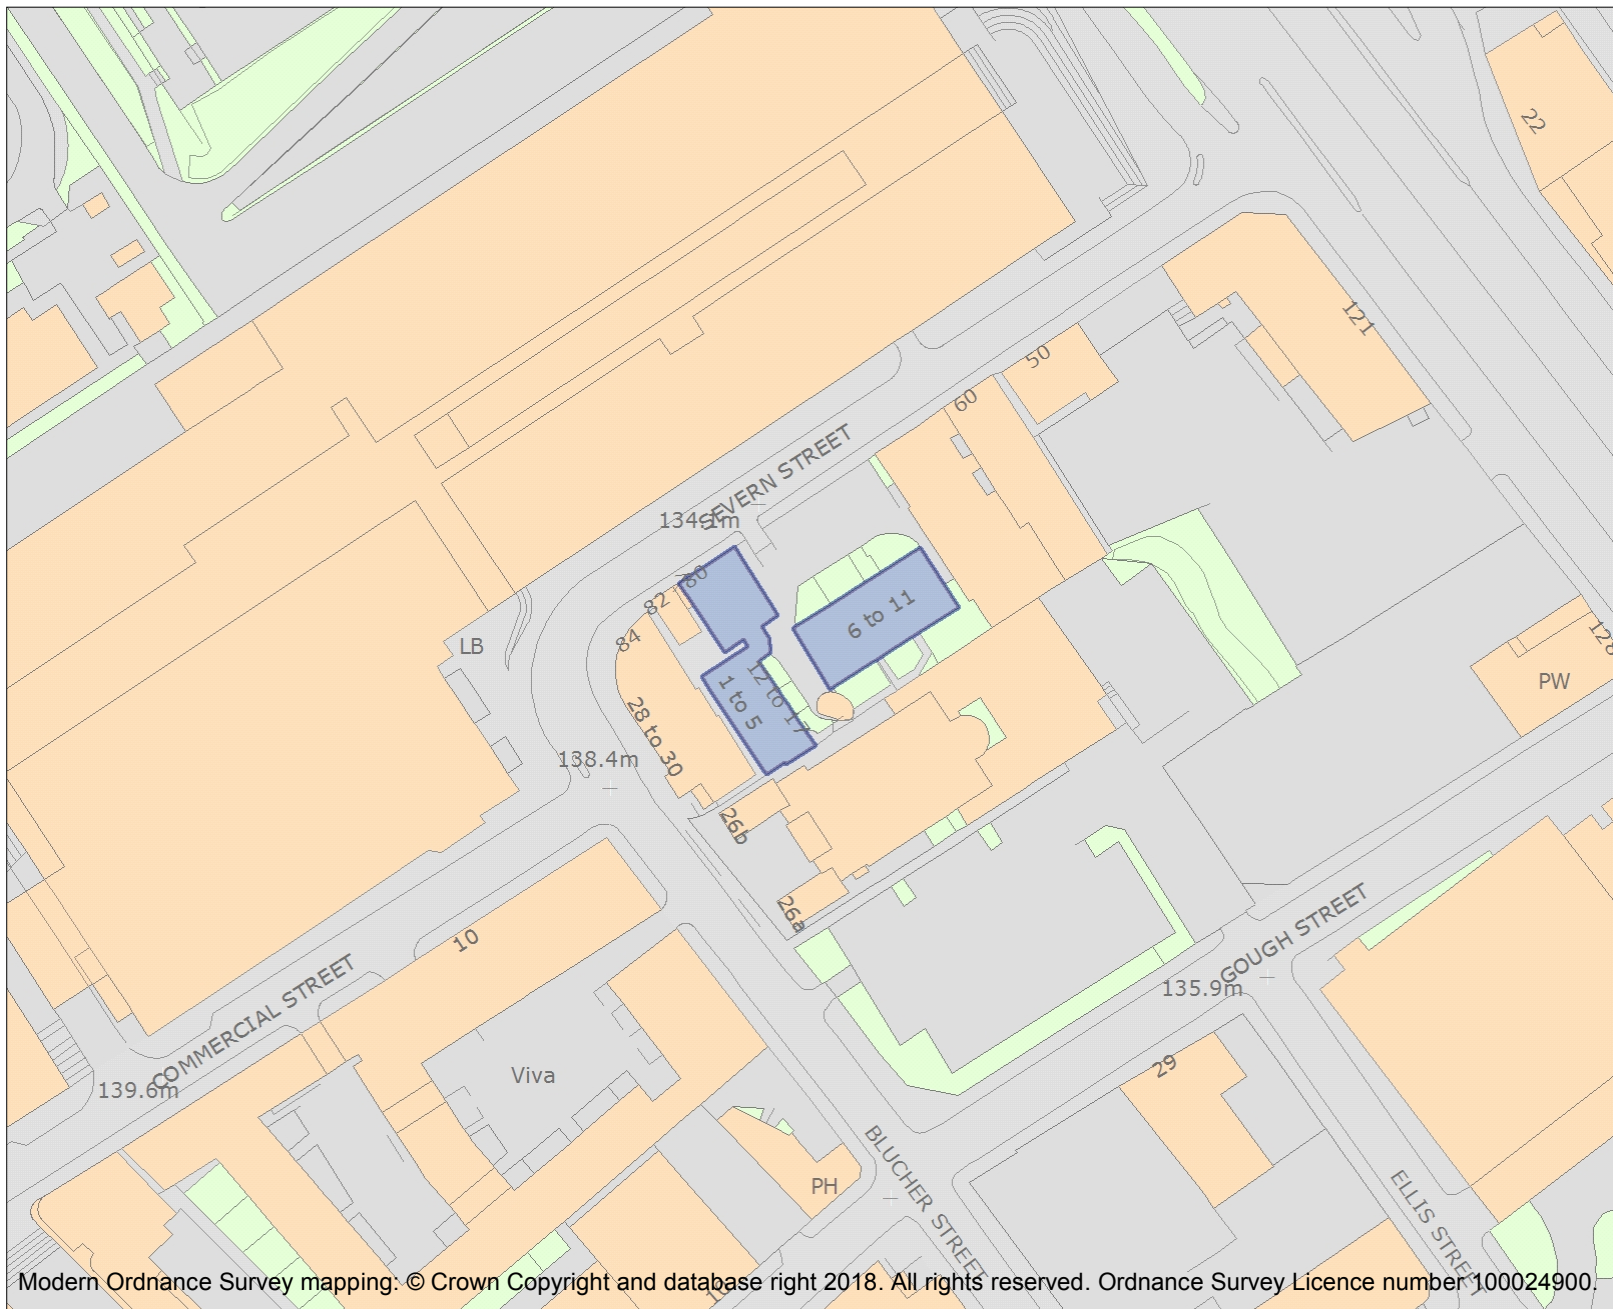 22
121
50
60
SEVERN STREET
134.1m
80
82
84
6 to 11
LB
12 to 17
1 to 5
128
PW
28 to 30
138.4m
26b
26a
10
GOUGH STREET
COMMERCIAL STREET
135.9m
139.6m
Viva
29
BLUCHER STREET
PH
ELLIS STREET
Modern Ordnance Survey mapping: © Crown Copyright and database right 2018. All rights reserved. Ordnance Survey Licence number 100024900.